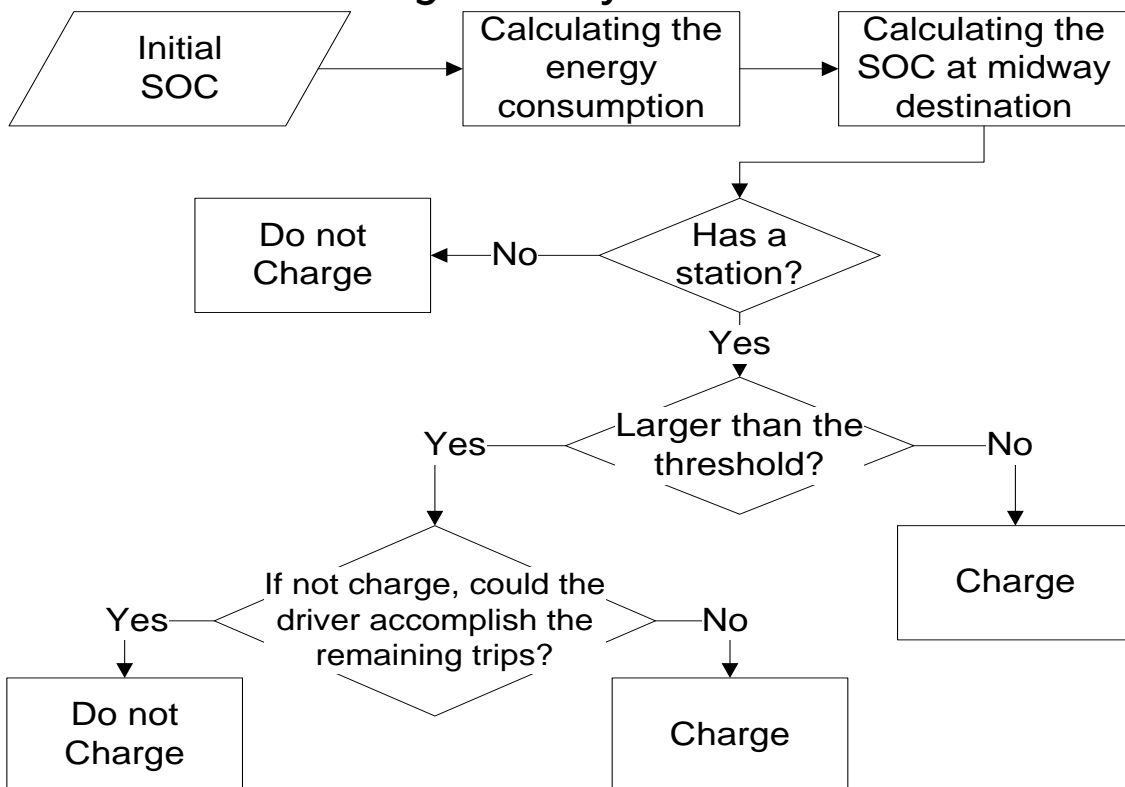 Initial
SOC
Calculating the
energy
consumption
Calculating the
SOC at midway
destination
Do not
Charge
No
Has a
station?
Yes
Yes
Larger than the
threshold?
No
Charge
Yes
If not charge, could the
driver accomplish the
remaining trips?
No
Do not
Charge
Charge